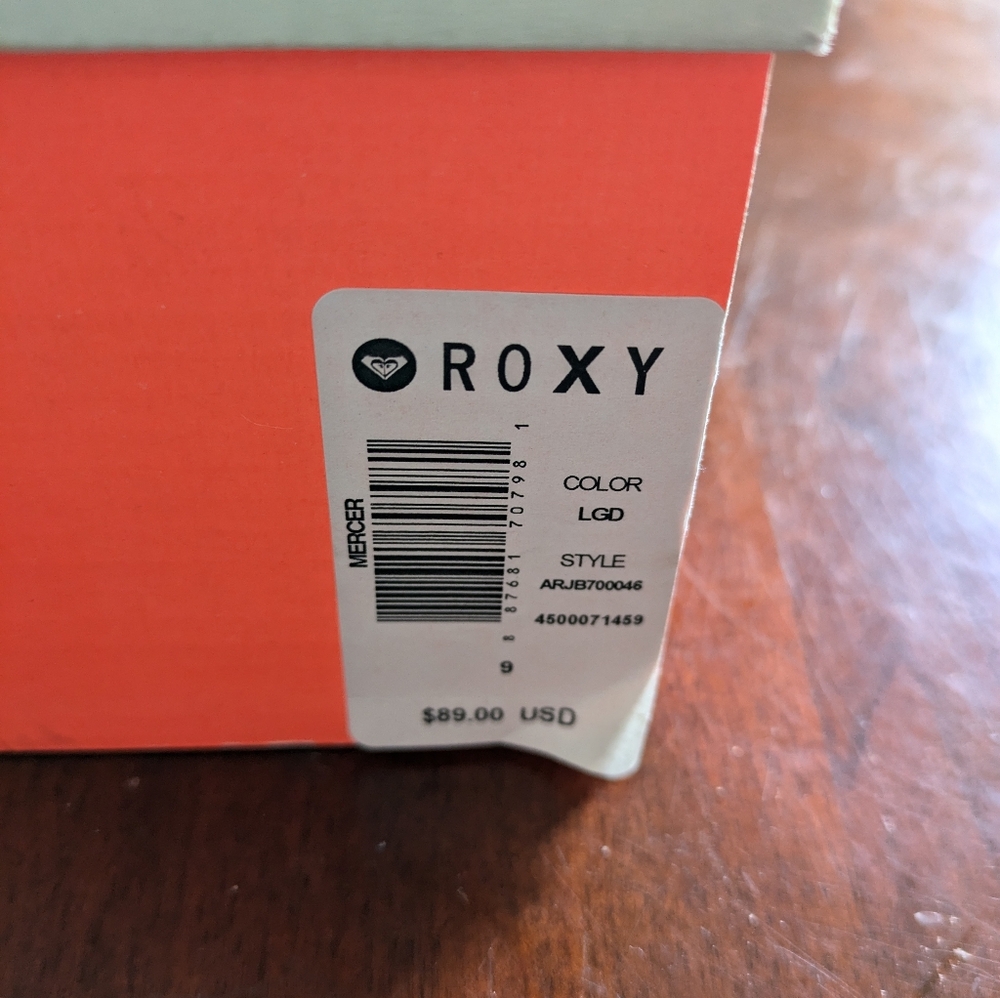 ROXY
MERCER
8 87681 70798 1
COLOR
LGD
STYLE
ARJB700046
4500071459
9
$89.00 USD